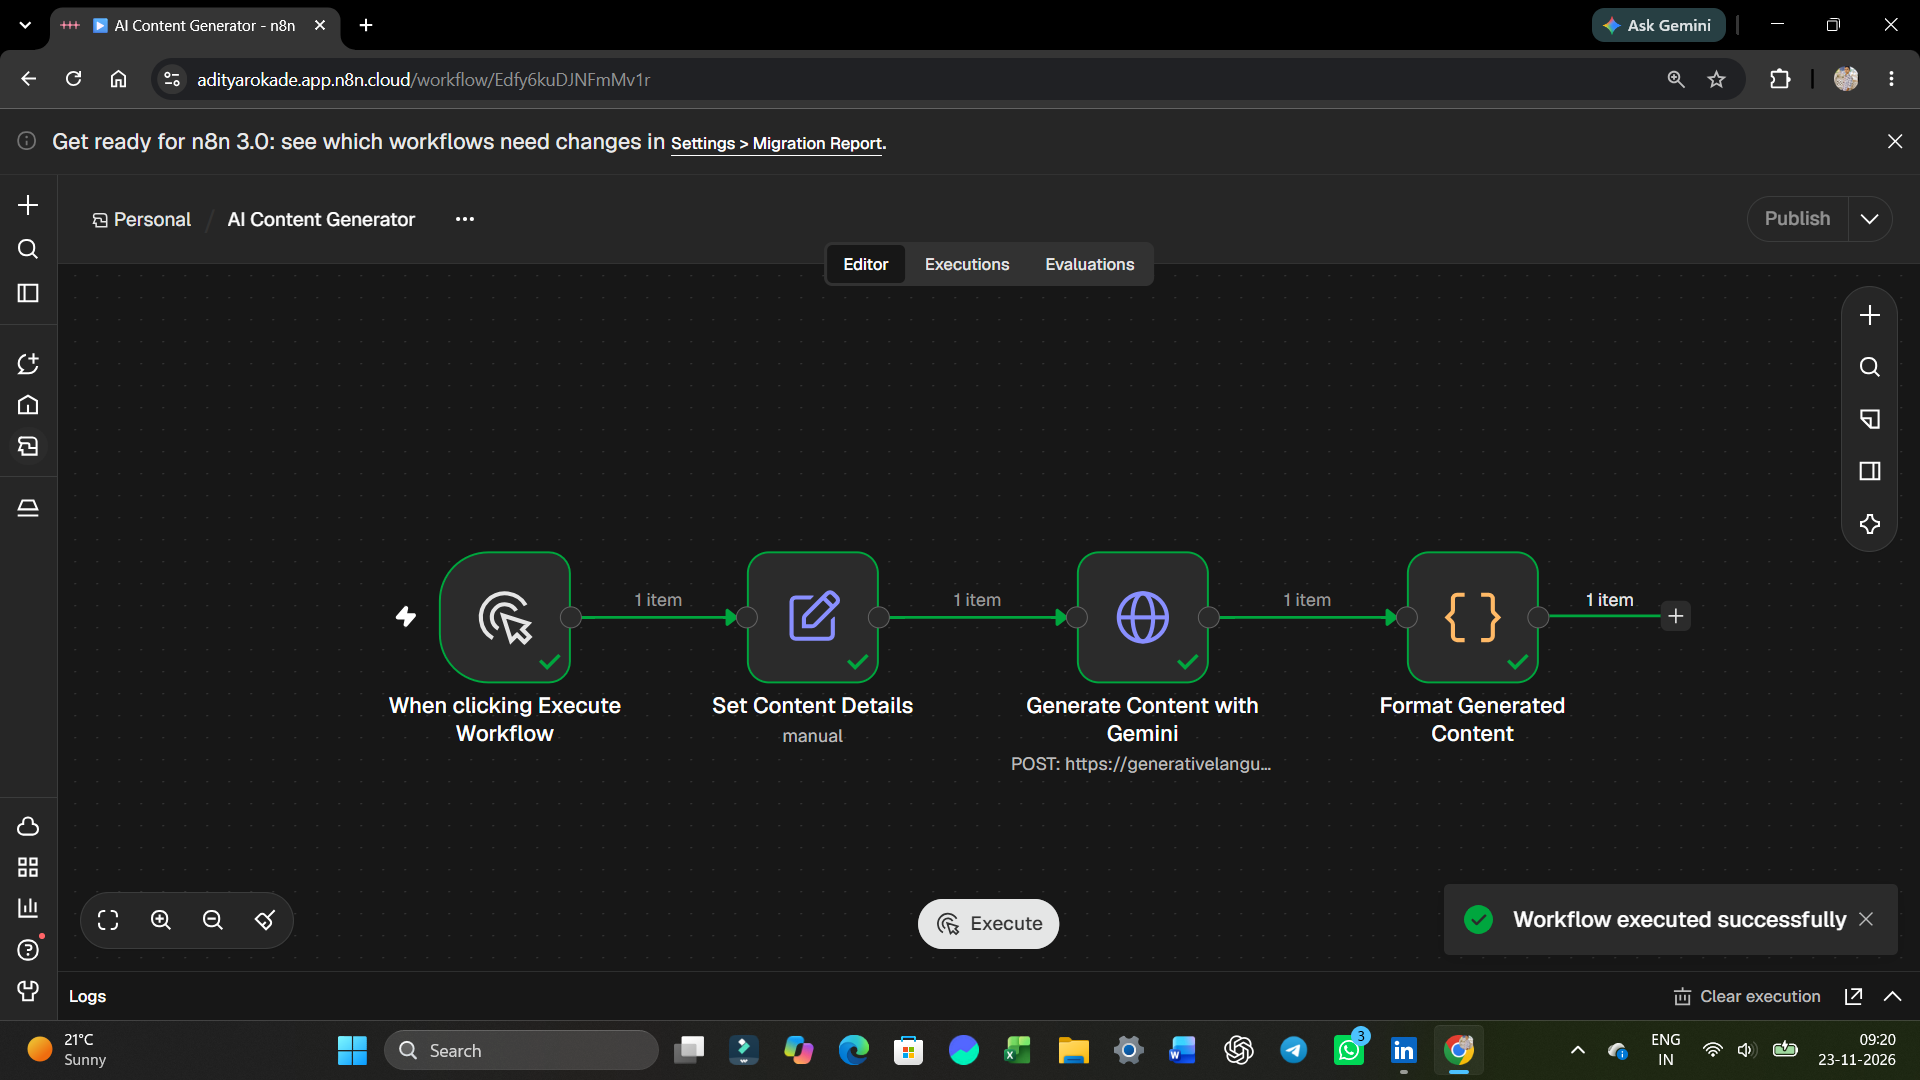 AI Content Generator - n8n
Ask Gemini
adityarokade.app.n8n.cloud/workflow/Edfy6kuDJNFmMv1r
Get ready for n8n 3.0: see which workflows need changes in Settings > Migration Report.
Personal / AI Content Generator ...
Publish
Editor Executions Evaluations
1 item 1 item 1 item 1 item
When clicking Execute
Workflow
Set Content Details
manual
Generate Content with
Gemini
POST: https://generativelangu...
Format Generated
Content
Execute
Workflow executed successfully
Logs
Clear execution
21°C
Sunny
Search
3
ENG
IN
09:20
23-11-2026